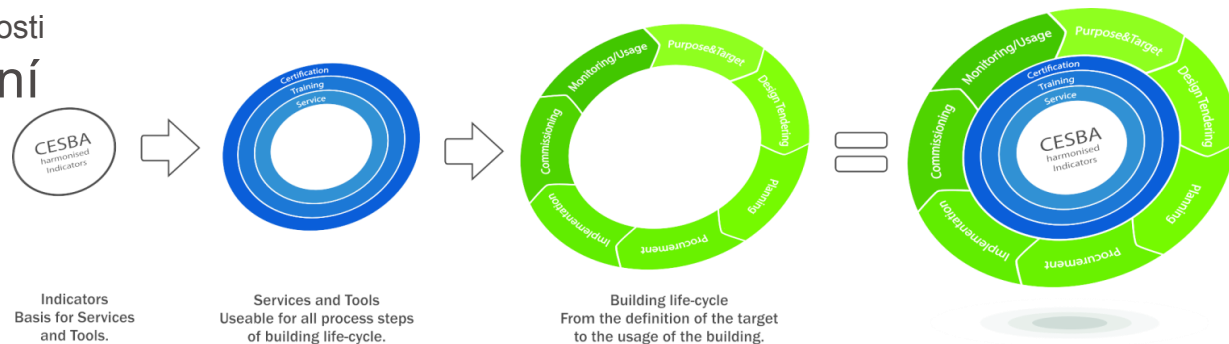 osti
ní
CESBA
harmonised
Indicators
Certification
Training
Service
Monitoring/Usage
Purpose&Target
Design Tendering
Planning
Procurement
Implementation
Commissioning
Monitoring/Usage
Purpose&Target
Design Tendering
Planning
Procurement
Implementation
Commissioning
Certification
Training
Service
CESBA
harmonised
Indicators
Indicators
Basis for Services
and Tools.
Services and Tools
Useable for all process steps
of building life-cycle.
Building life-cycle
From the definition of the target
to the usage of the building.